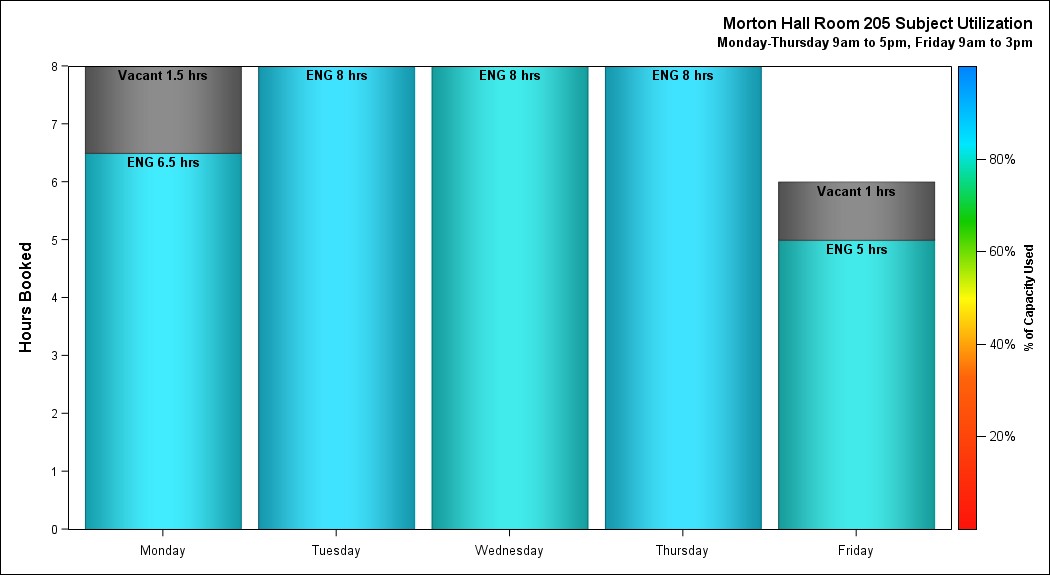 Morton Hall Room 205 Subject Utilization
Monday-Thursday 9am to 5pm, Friday 9am to 3pm
Hours Booked
8
7
6
5
4
3
2
1
0
Vacant 1.5 hrs
ENG 6.5 hrs
ENG 8 hrs
ENG 8 hrs
ENG 8 hrs
Vacant 1 hrs
ENG 5 hrs
Monday
Tuesday
Wednesday
Thursday
Friday
80%
60%
40%
20%
% of Capacity Used